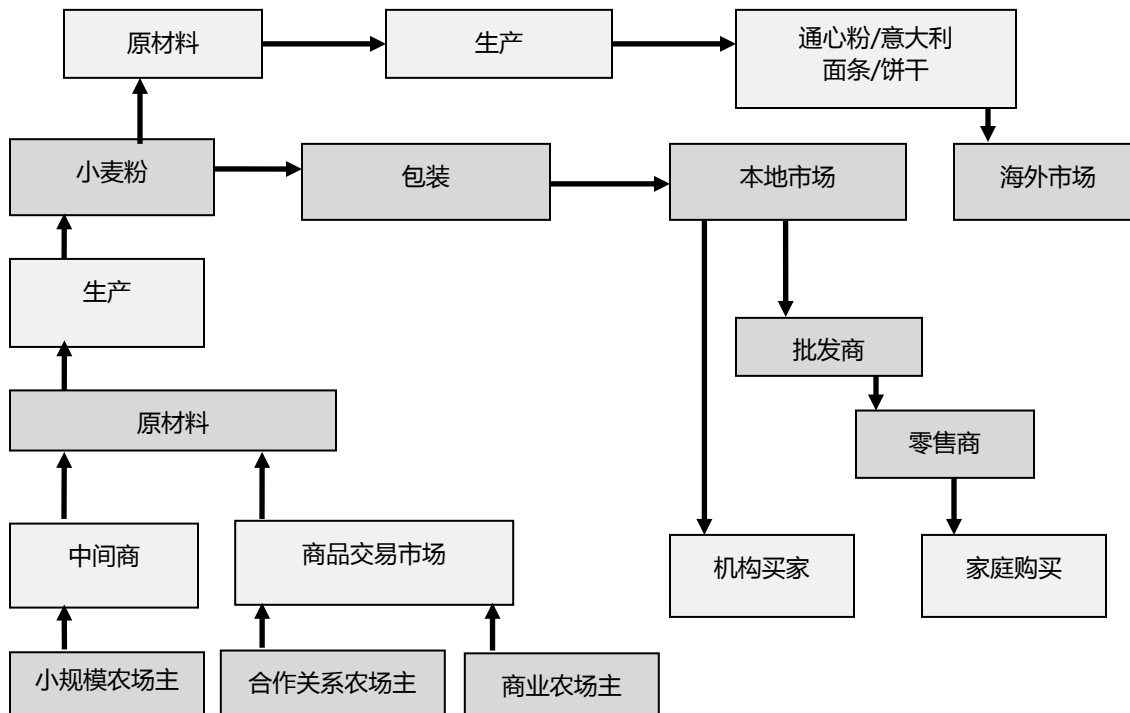 原材料
生产
通心粉/意大利
面条/饼干
小麦粉
包装
本地市场
海外市场
生产
批发商
原材料
零售商
中间商
商品交易市场
机构买家
家庭购买
小规模农场主
合作关系农场主
商业农场主